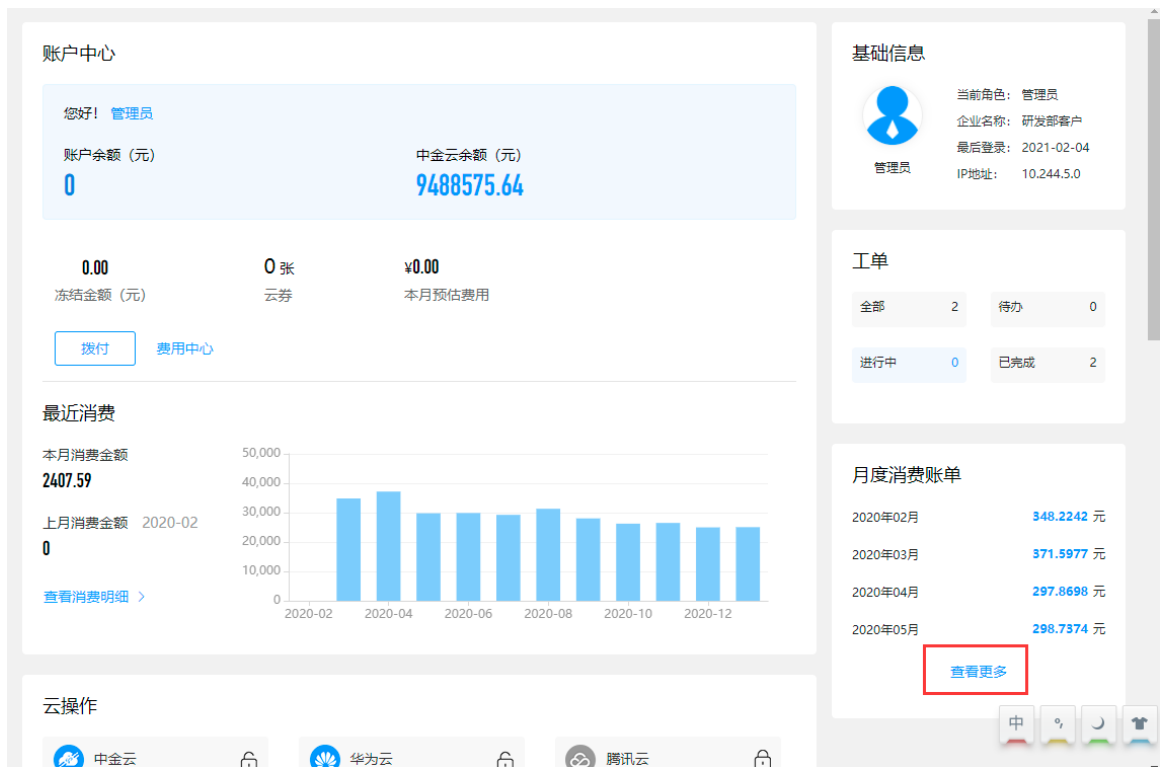 账户中心
您好！ 管理员
账户余额（元） 中金云余额（元）
0 9488575.64
0.00 0 张 ¥0.00
冻结金额（元） 云券 本月预估费用
拨付 费用中心
最近消费
本月消费金额
2407.59
上月消费金额 2020-02
0
查看消费明细 >
50,000
40,000
30,000
20,000
10,000
0
2020-02 2020-04 2020-06 2020-08 2020-10 2020-12
云操作
中金云 华为云 腾讯云
基础信息
管理员
当前角色： 管理员
企业名称： 研发部客户
最后登录： 2021-02-04
IP地址： 10.244.5.0
工单
全部 2 待办 0
进行中 0 已完成 2
月度消费账单
2020年02月 348.2242 元
2020年03月 371.5977 元
2020年04月 297.8698 元
2020年05月 298.7374 元
查看更多
中 °,